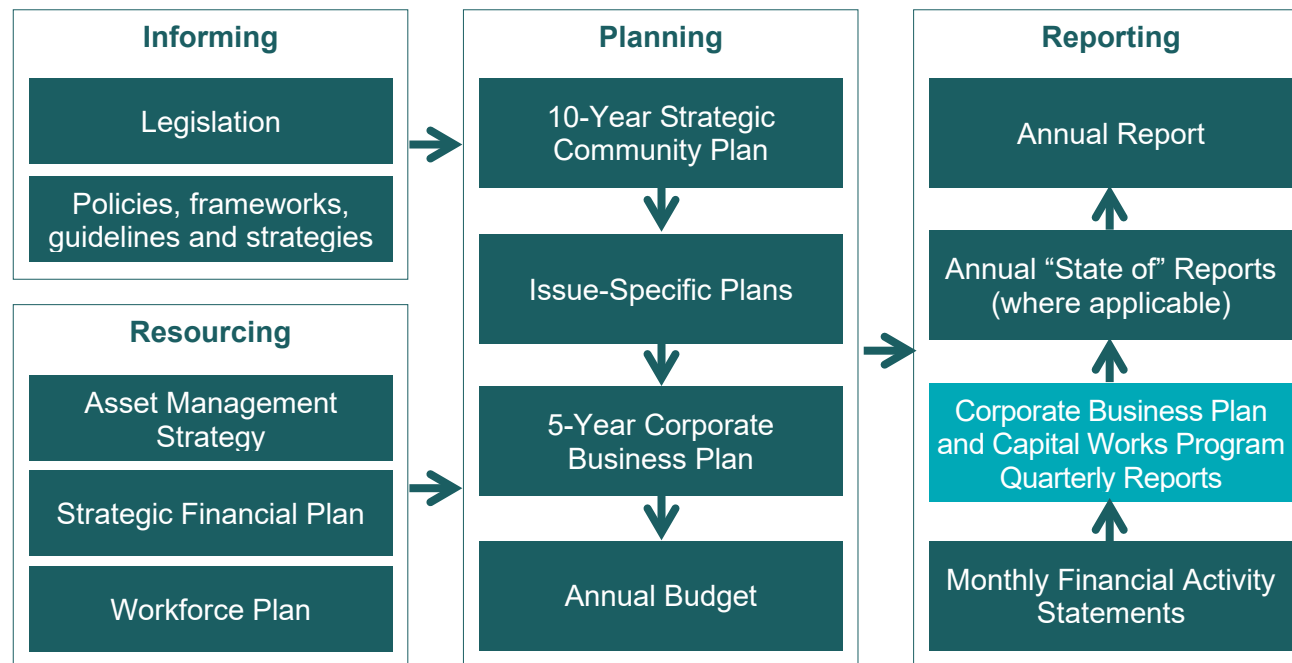 Informing
Legislation
Policies, frameworks,
guidelines and strategies
Resourcing
Asset Management
Strategy
Strategic Financial Plan
Workforce Plan
Planning
10-Year Strategic
Community Plan
Issue-Specific Plans
5-Year Corporate
Business Plan
Annual Budget
Reporting
Annual Report
Annual “State of” Reports
(where applicable)
Corporate Business Plan
and Capital Works Program
Quarterly Reports
Monthly Financial Activity
Statements